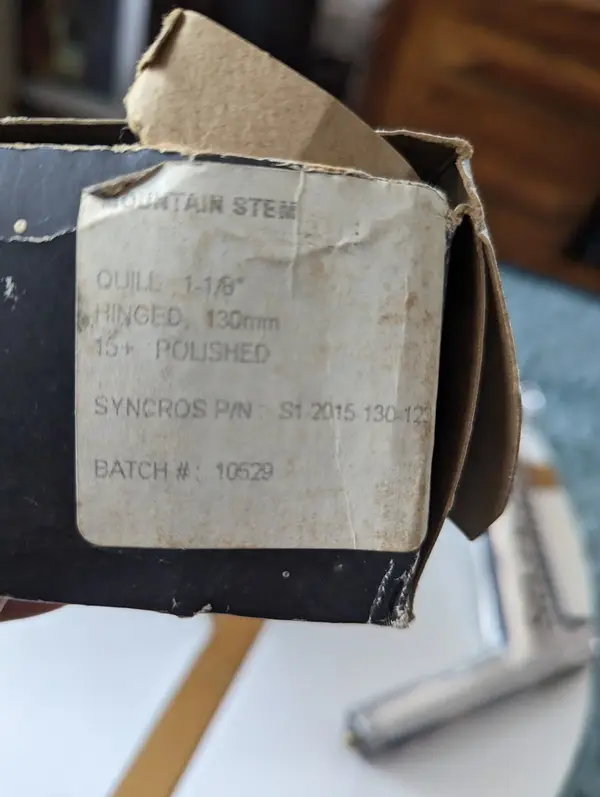 MOUNTAIN STEM
QUILL 1-1/8"
HINGED, 130mm
15+ POLISHED
SYNCROS P/N : S1 2015 130-12
BATCH # : 10529